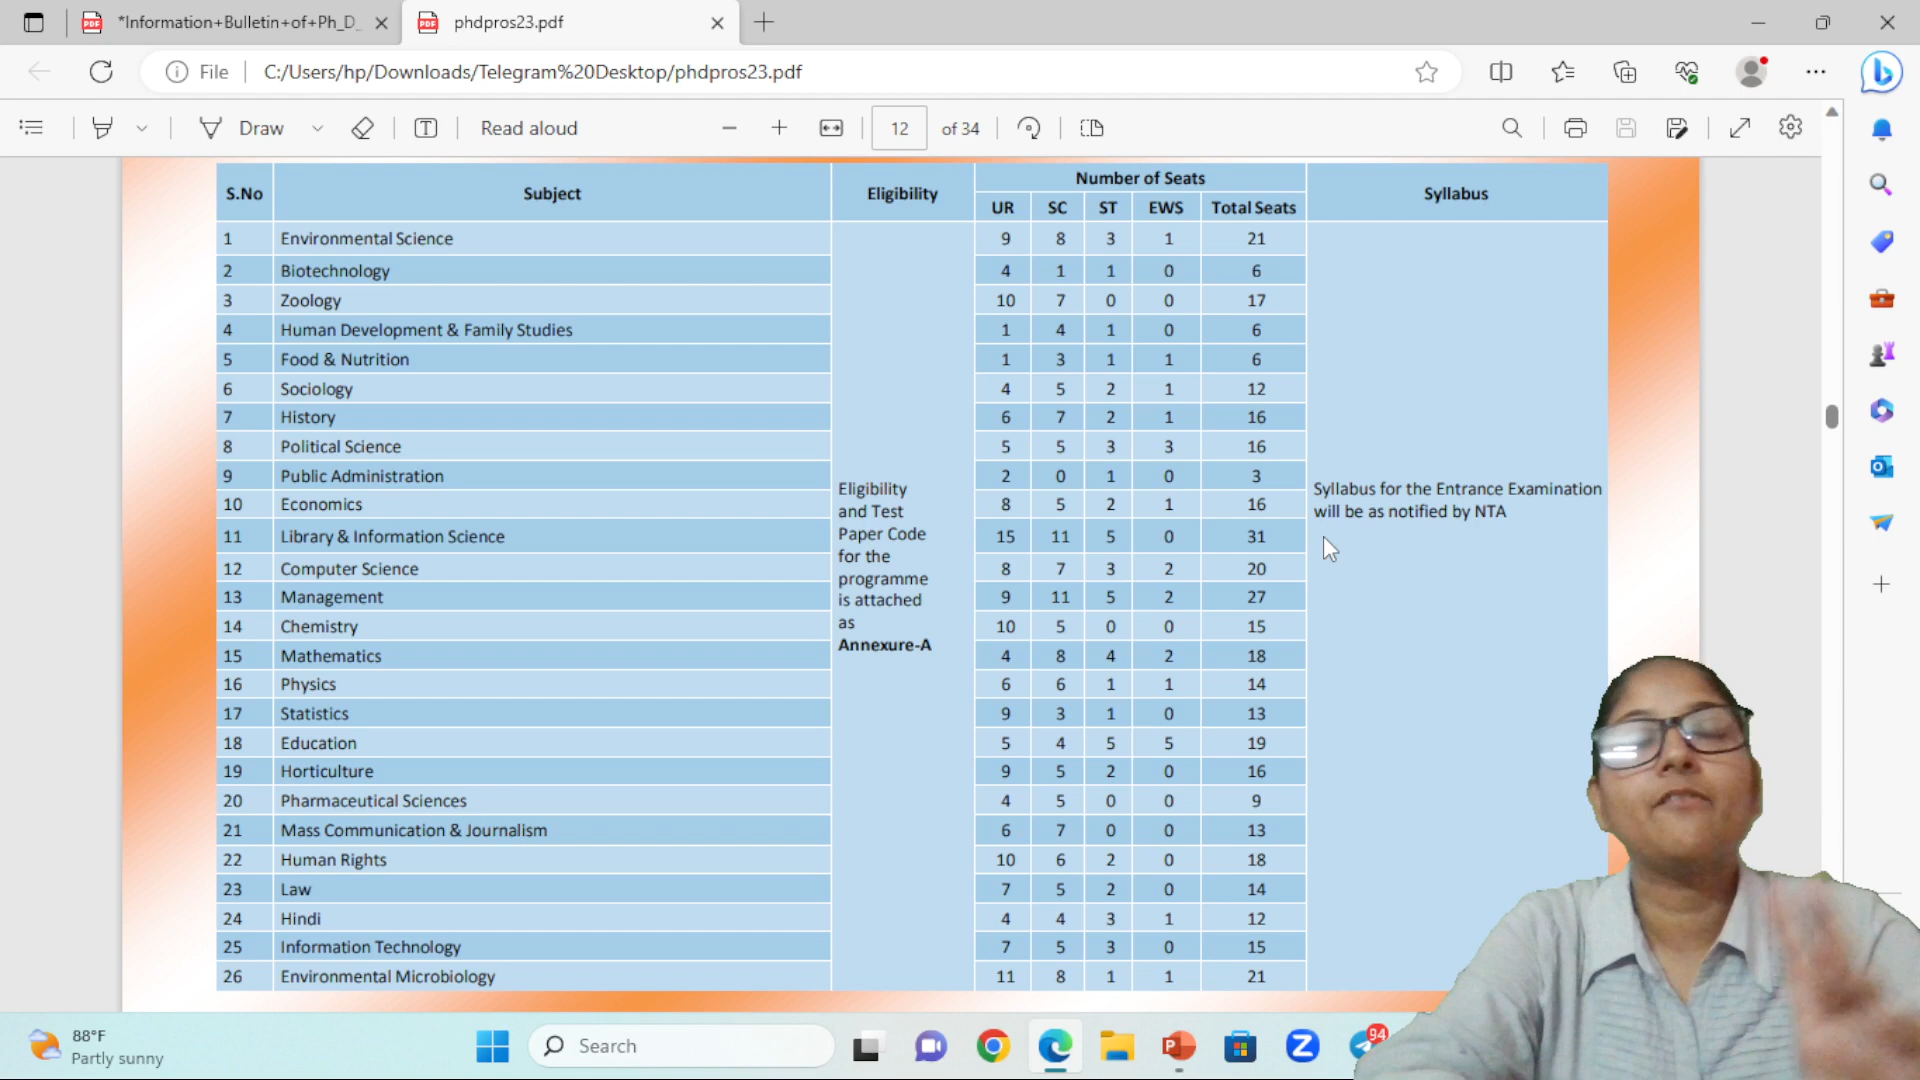 *Information+Bulletin+of+Ph_D_
phdpros23.pdf
File
C:/Users/hp/Downloads/Telegram%20Desktop/phdpros23.pdf
Draw
Read aloud
12 of 34
S.No Subject Eligibility Number of Seats Syllabus
UR SC ST EWS Total Seats
1 Environmental Science 9 8 3 1 21
2 Biotechnology 4 1 1 0 6
3 Zoology 10 7 0 0 17
4 Human Development & Family Studies 1 4 1 0 6
5 Food & Nutrition 1 3 1 1 6
6 Sociology 4 5 2 1 12
7 History 6 7 2 1 16
8 Political Science 5 5 3 3 16
9 Public Administration 2 0 1 0 3
10 Economics 8 5 2 1 16
11 Library & Information Science 15 11 5 0 31
12 Computer Science 8 7 3 2 20
13 Management 9 11 5 2 27
14 Chemistry 10 5 0 0 15
15 Mathematics 4 8 4 2 18
16 Physics 6 6 1 1 14
17 Statistics 9 3 1 0 13
18 Education 5 4 5 5 19
19 Horticulture 9 5 2 0 16
20 Pharmaceutical Sciences 4 5 0 0 9
21 Mass Communication & Journalism 6 7 0 0 13
22 Human Rights 10 6 2 0 18
23 Law 7 5 2 0 14
24 Hindi 4 4 3 1 12
25 Information Technology 7 5 3 0 15
26 Environmental Microbiology 11 8 1 1 21
Eligibility
and Test
Paper Code
for the
programme
is attached
as
Annexure-A
Syllabus for the Entrance Examination
will be as notified by NTA
88°F
Partly sunny
Search
94